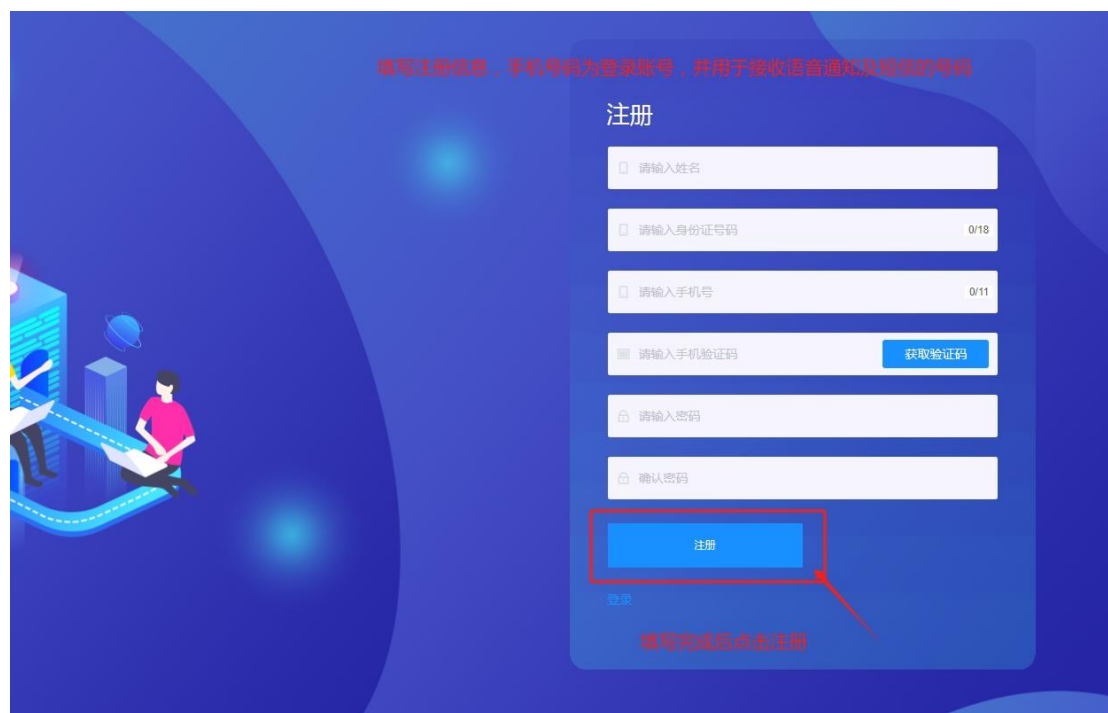 填写注册信息，手机号码为登录账号，并用于接收语音通知及短信的号码
注册
请输入姓名
请输入身份证号码 0/18
请输入手机号 0/11
请输入手机验证码 获取验证码
请输入密码
确认密码
注册
登录
填写完成后点击注册